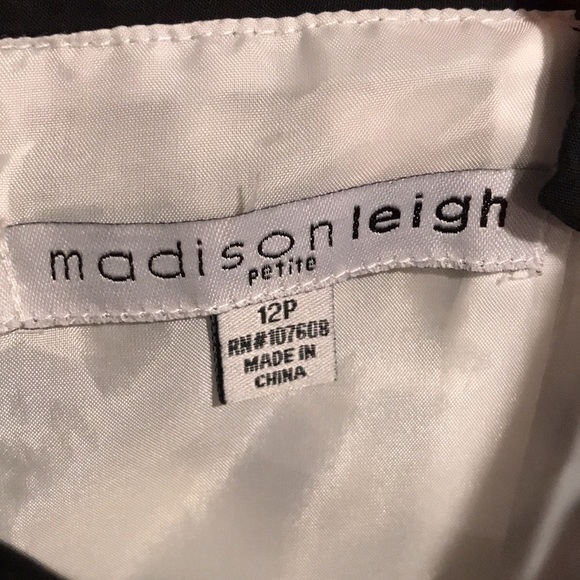 madisonleigh
petite
12P
RN#107608
MADE IN
CHINA